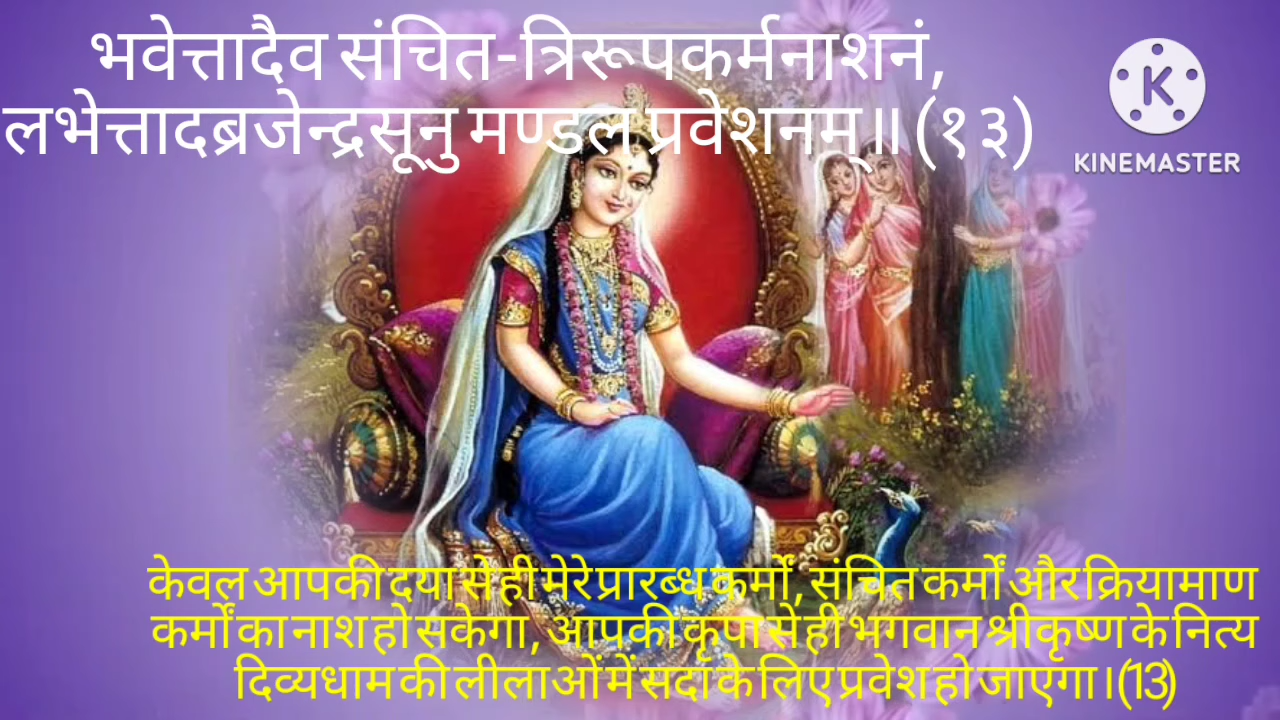 भवेत्तादैव संचित-त्रिरूपकर्मनाशनं,
लभेत्तादब्रजेन्द्रसूनु मण्डल प्रवेशनम्॥ (१३)
K
KINEMASTER
केवल आपकी दया से ही मेरे प्रारब्ध कर्मों, संचित कर्मों और क्रियामाण
कर्मों का नाश हो सकेगा, आपकी कृपा से ही भगवान श्रीकृष्ण के नित्य
दिव्यधाम की लीलाओं में सदा के लिए प्रवेश हो जाएगा। (13)